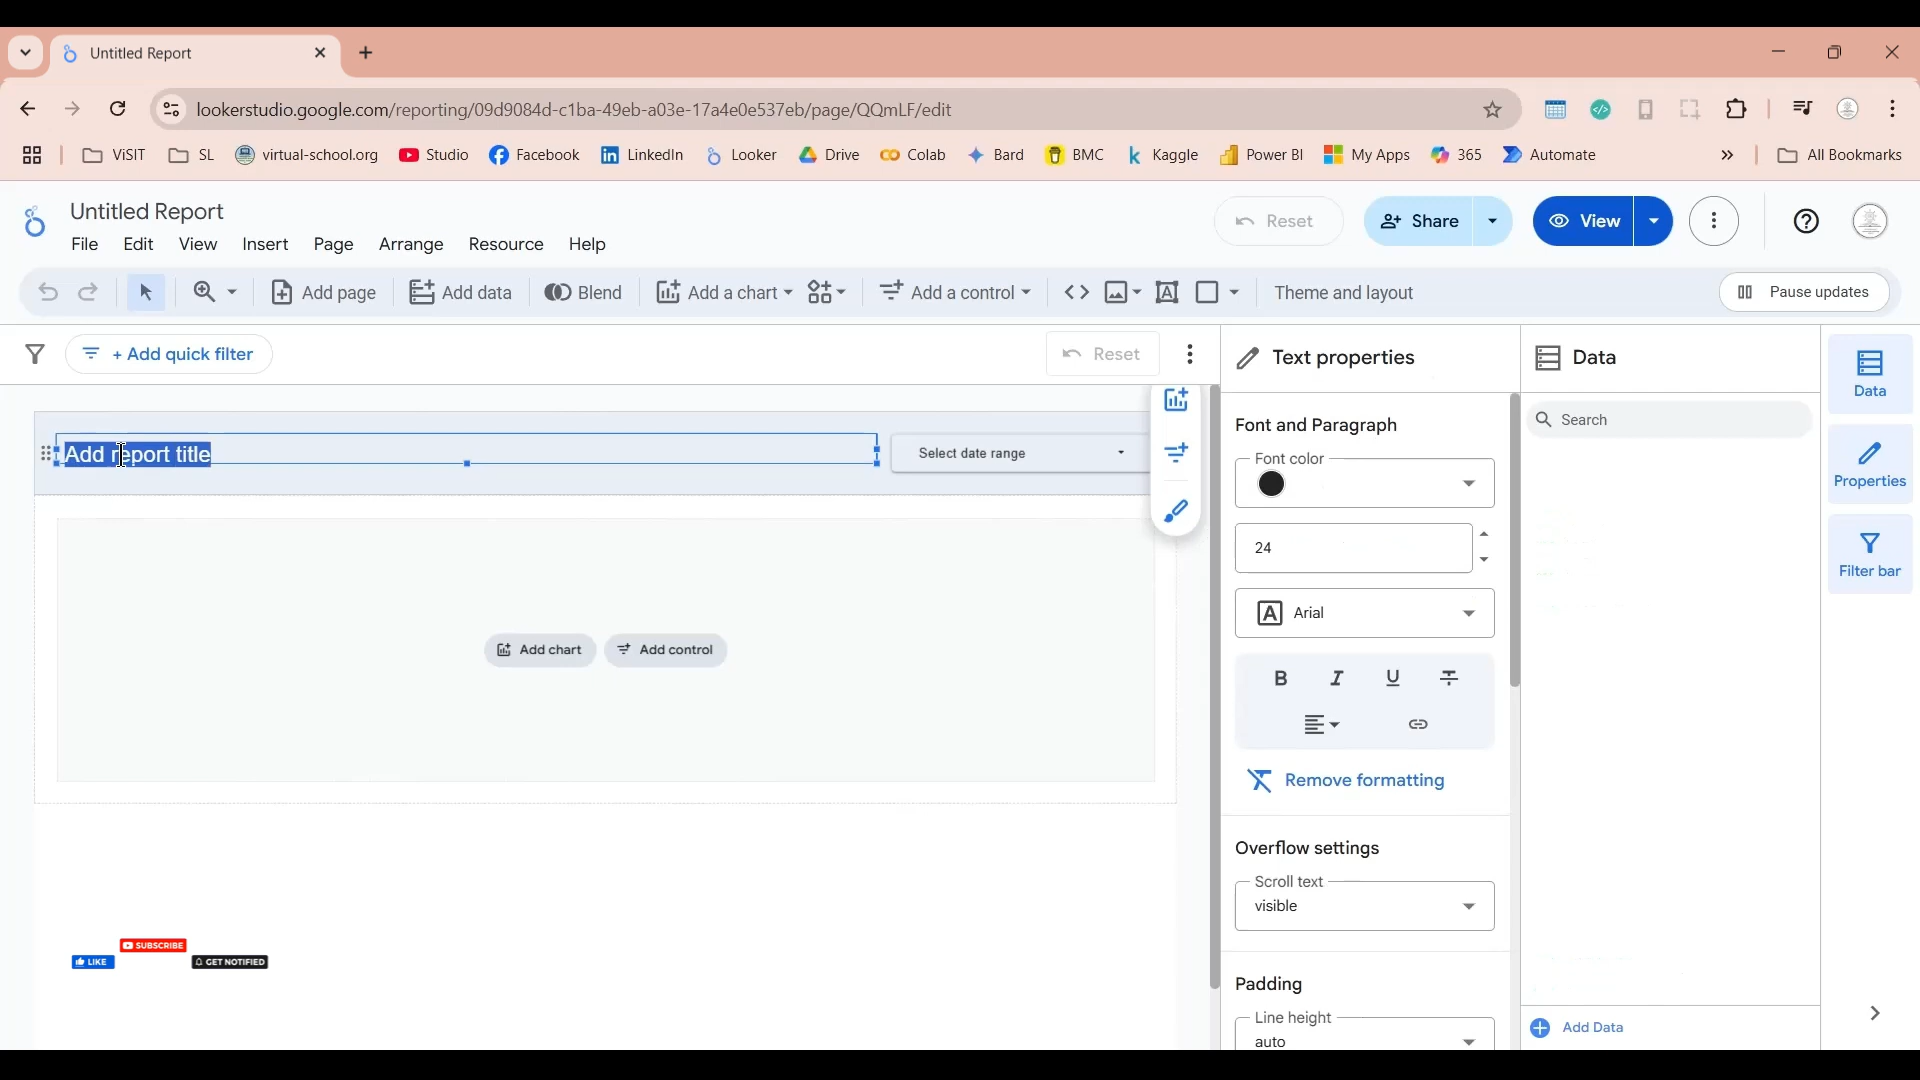 Untitled Report
lookerstudio.google.com/reporting/09d9084d-c1ba-49eb-a03e-17a4e0e537eb/page/QQmLF/edit
ViSIT SL virtual-school.org Studio Facebook LinkedIn Looker Drive Colab Bard BMC Kaggle Power BI My Apps 365 Automate » All Bookmarks
Untitled Report
Reset Share View
File Edit View Insert Page Arrange Resource Help
Add page Add data Blend Add a chart Add a control Theme and layout Pause updates
+ Add quick filter Reset
Text properties
Data
Data
Search
Font and Paragraph
Font color
Add report title
Select date range
Properties
24
Filter bar
Arial
Add chart Add control
B I U
Remove formatting
Overflow settings
Scroll text
visible
SUBSCRIBE
LIKE GET NOTIFIED
Padding
Line height
auto
Add Data